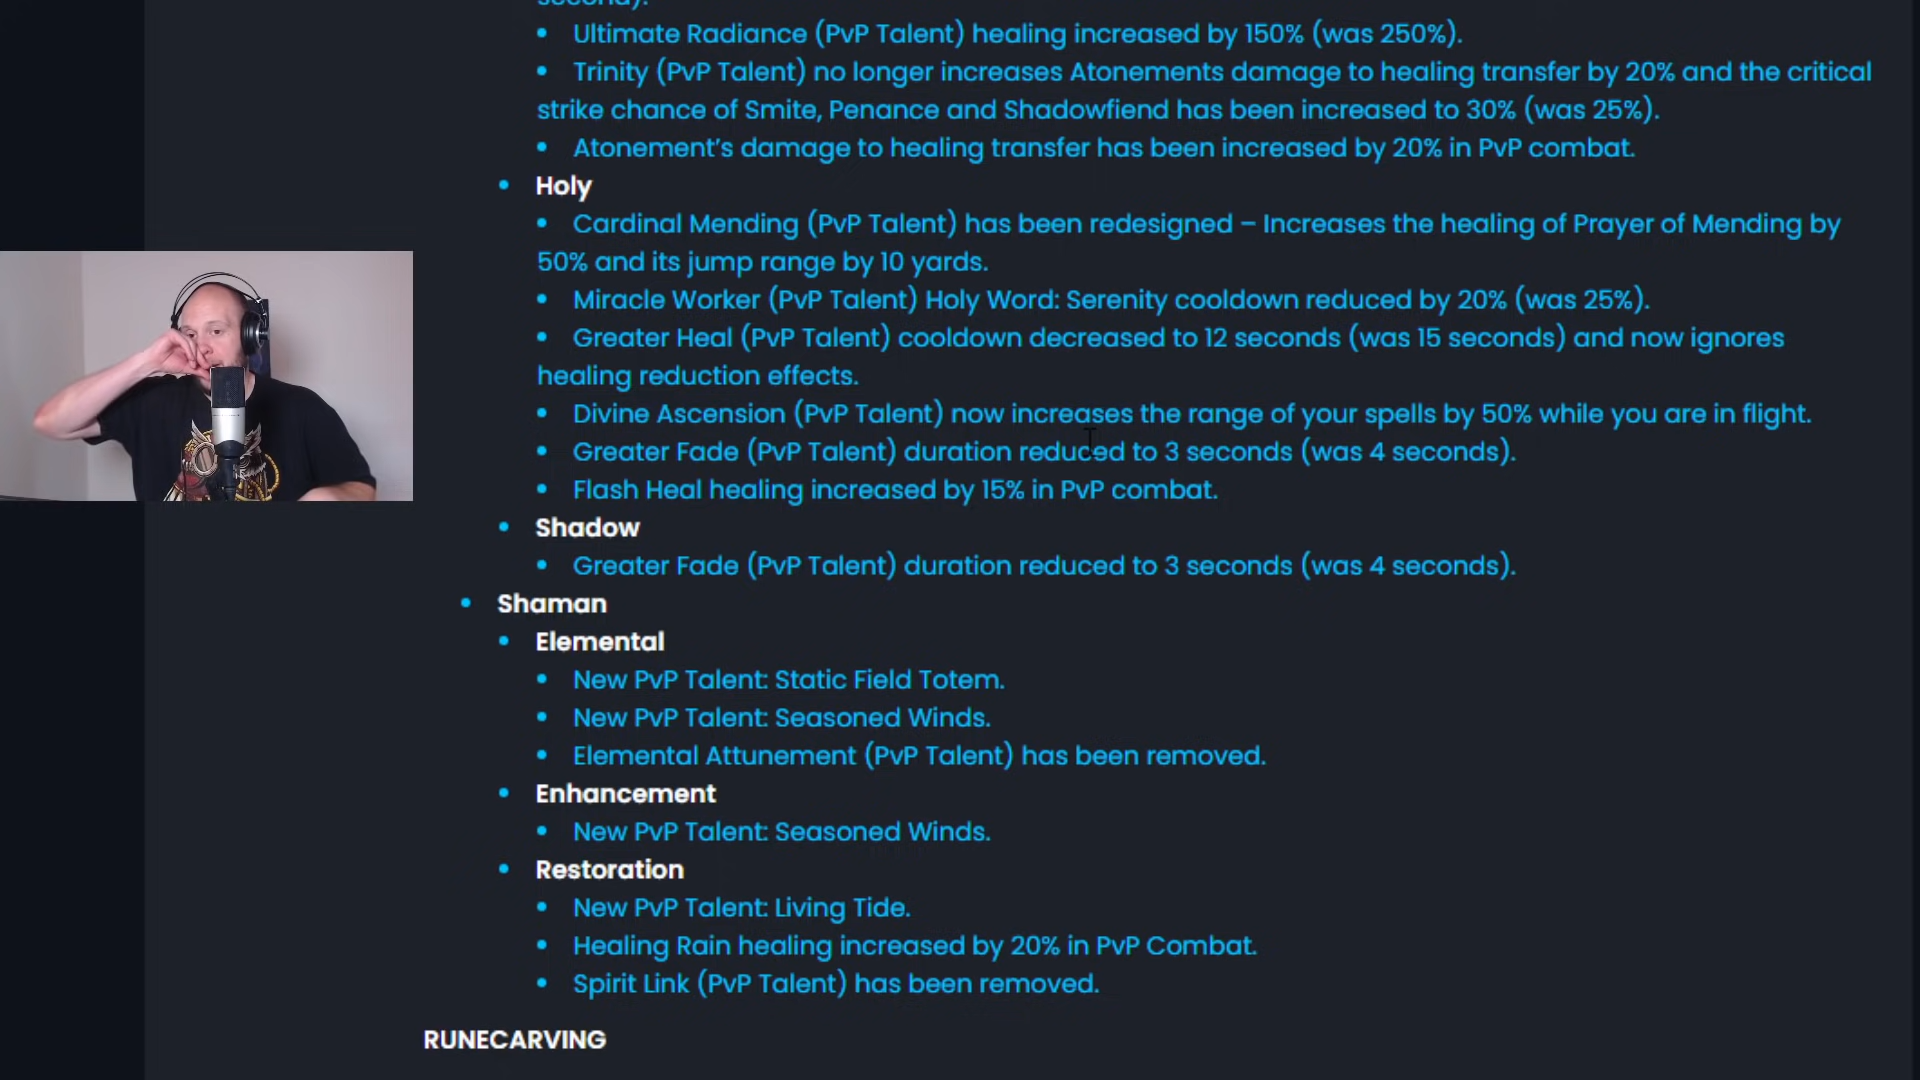 second).
• Ultimate Radiance (PvP Talent) healing increased by 150% (was 250%).
• Trinity (PvP Talent) no longer increases Atonements damage to healing transfer by 20% and the critical
strike chance of Smite, Penance and Shadowfiend has been increased to 30% (was 25%).
• Atonement’s damage to healing transfer has been increased by 20% in PvP combat.
• Holy
• Cardinal Mending (PvP Talent) has been redesigned – Increases the healing of Prayer of Mending by
50% and its jump range by 10 yards.
• Miracle Worker (PvP Talent) Holy Word: Serenity cooldown reduced by 20% (was 25%).
• Greater Heal (PvP Talent) cooldown decreased to 12 seconds (was 15 seconds) and now ignores
healing reduction effects.
• Divine Ascension (PvP Talent) now increases the range of your spells by 50% while you are in flight.
• Greater Fade (PvP Talent) duration reduced to 3 seconds (was 4 seconds).
• Flash Heal healing increased by 15% in PvP combat.
• Shadow
• Greater Fade (PvP Talent) duration reduced to 3 seconds (was 4 seconds).
• Shaman
• Elemental
• New PvP Talent: Static Field Totem.
• New PvP Talent: Seasoned Winds.
• Elemental Attunement (PvP Talent) has been removed.
• Enhancement
• New PvP Talent: Seasoned Winds.
• Restoration
• New PvP Talent: Living Tide.
• Healing Rain healing increased by 20% in PvP Combat.
• Spirit Link (PvP Talent) has been removed.
RUNECARVING